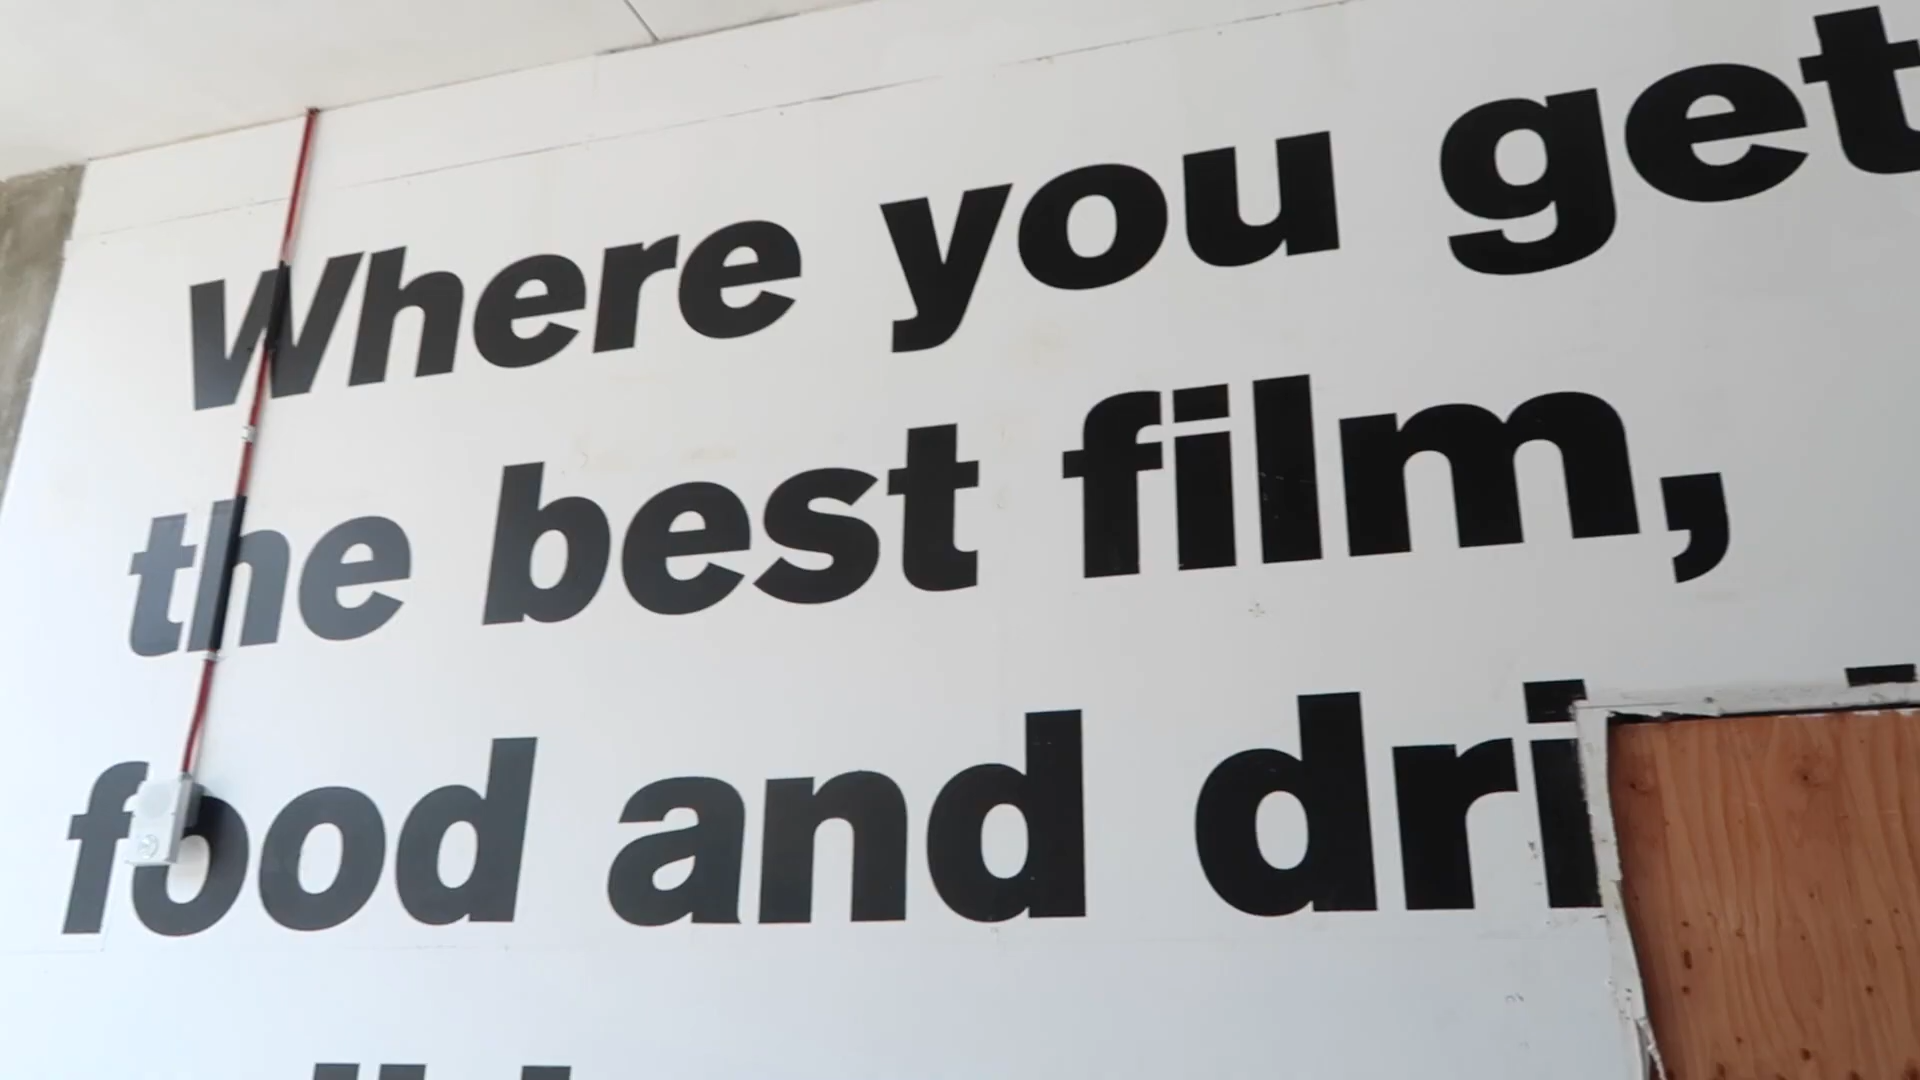 Where you get
the best film,
food and dri